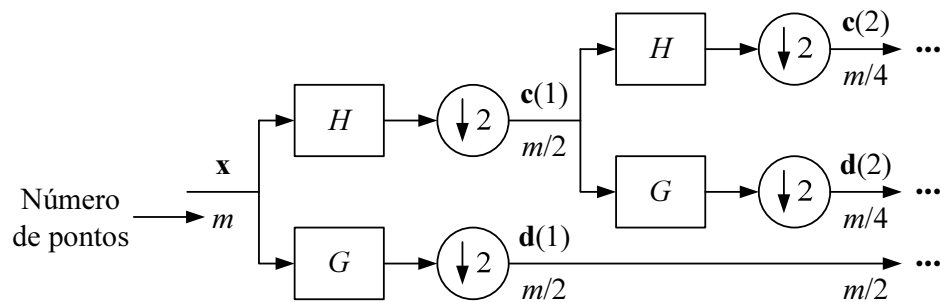 H
↓2
c(2)
m/4
...
H
↓2
c(1)
m/2
G
↓2
d(2)
m/4
...
x
m
Número
de pontos
G
↓2
d(1)
m/2
m/2
...